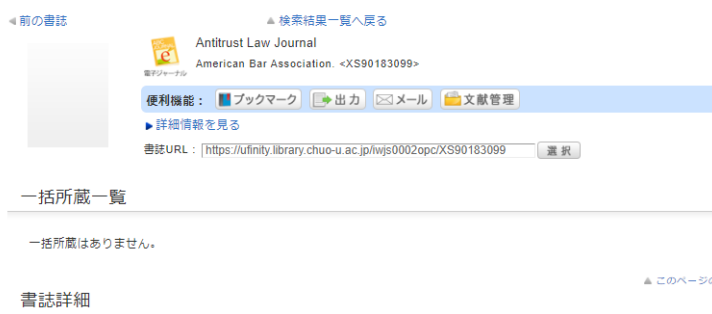 前の書誌
▲ 検索結果一覧へ戻る
Antitrust Law Journal
American Bar Association. <XS90183099>
電子ジャーナル
便利機能： ブックマーク 出力 メール 文献管理
詳細情報を見る
書誌URL： https://ufinity.library.chuo-u.ac.jp/iwjs0002opc/XS90183099 選択
一括所蔵一覧
一括所蔵はありません。
▲ このページの
書誌詳細